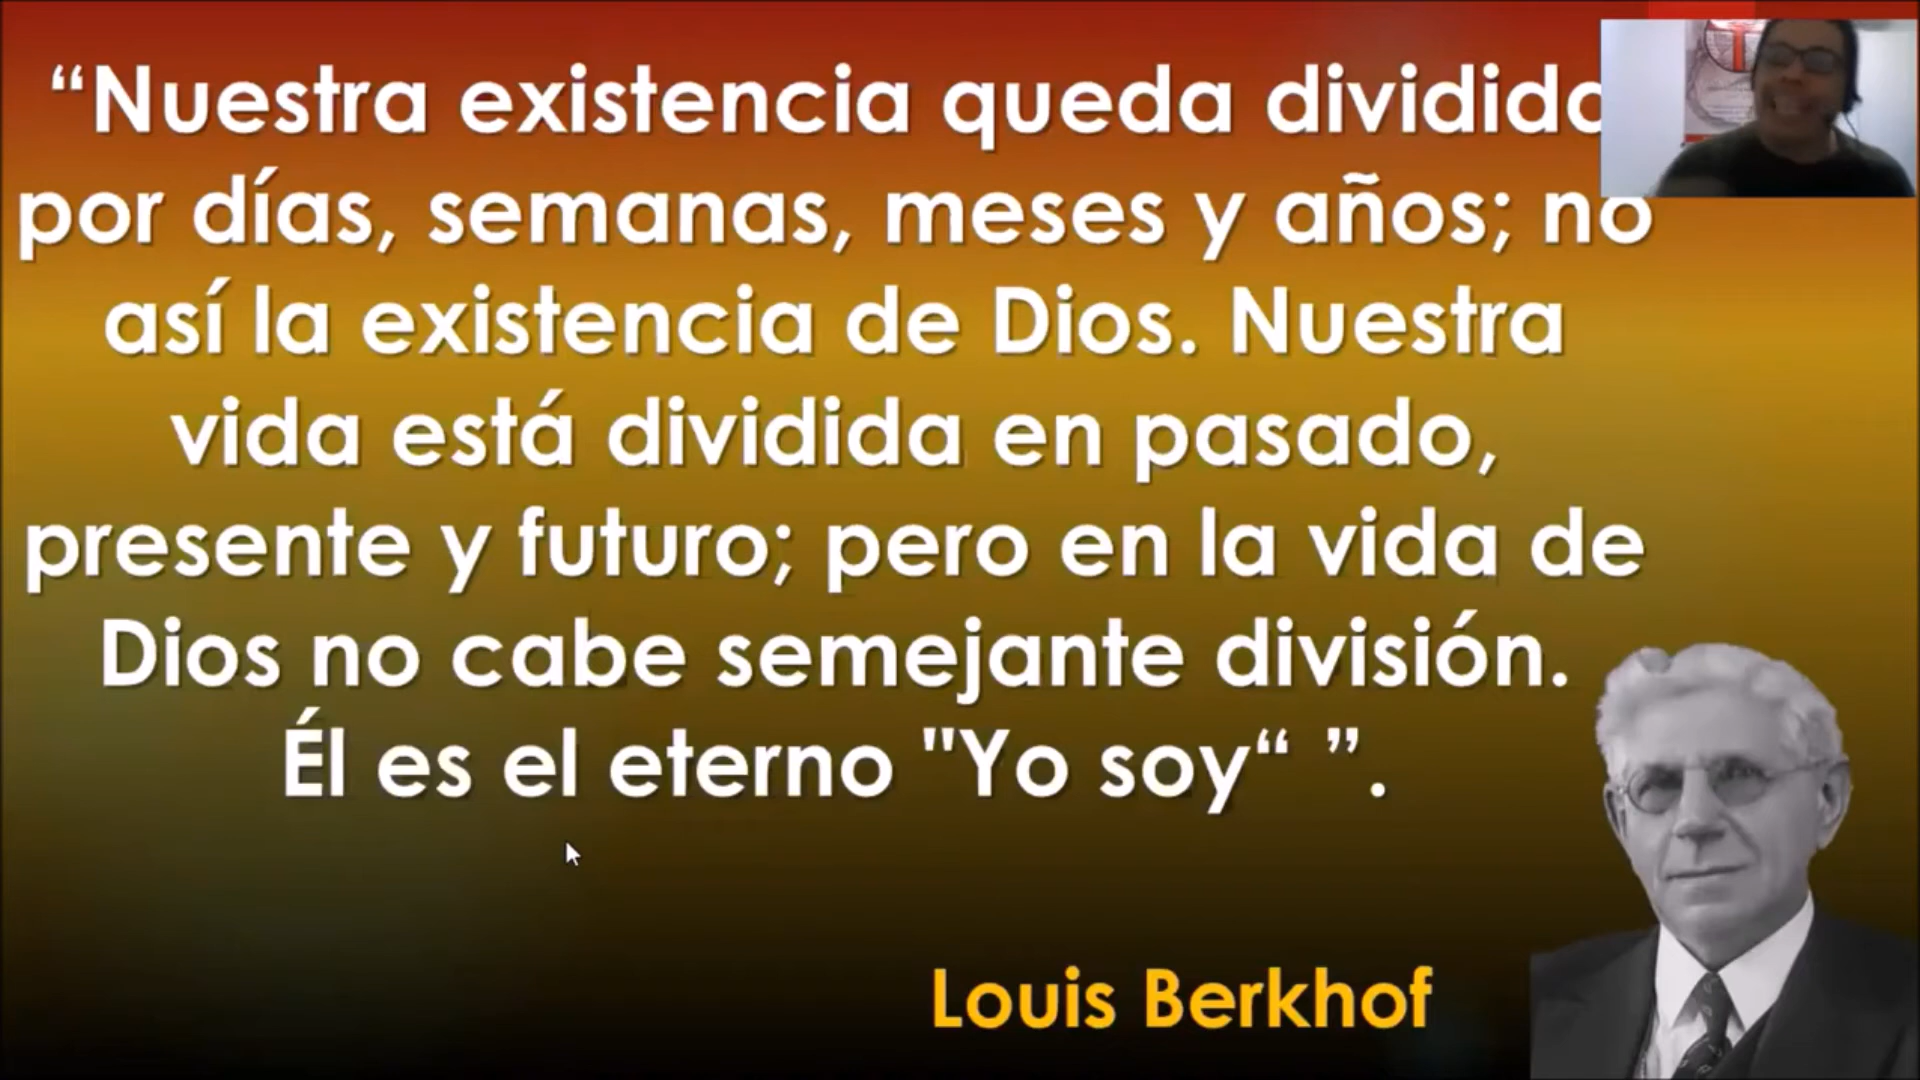 “Nuestra existencia queda dividida
por días, semanas, meses y años; no
así la existencia de Dios. Nuestra
vida está dividida en pasado,
presente y futuro; pero en la vida de
Dios no cabe semejante división.
Él es el eterno "Yo soy“ ”.
Louis Berkhof